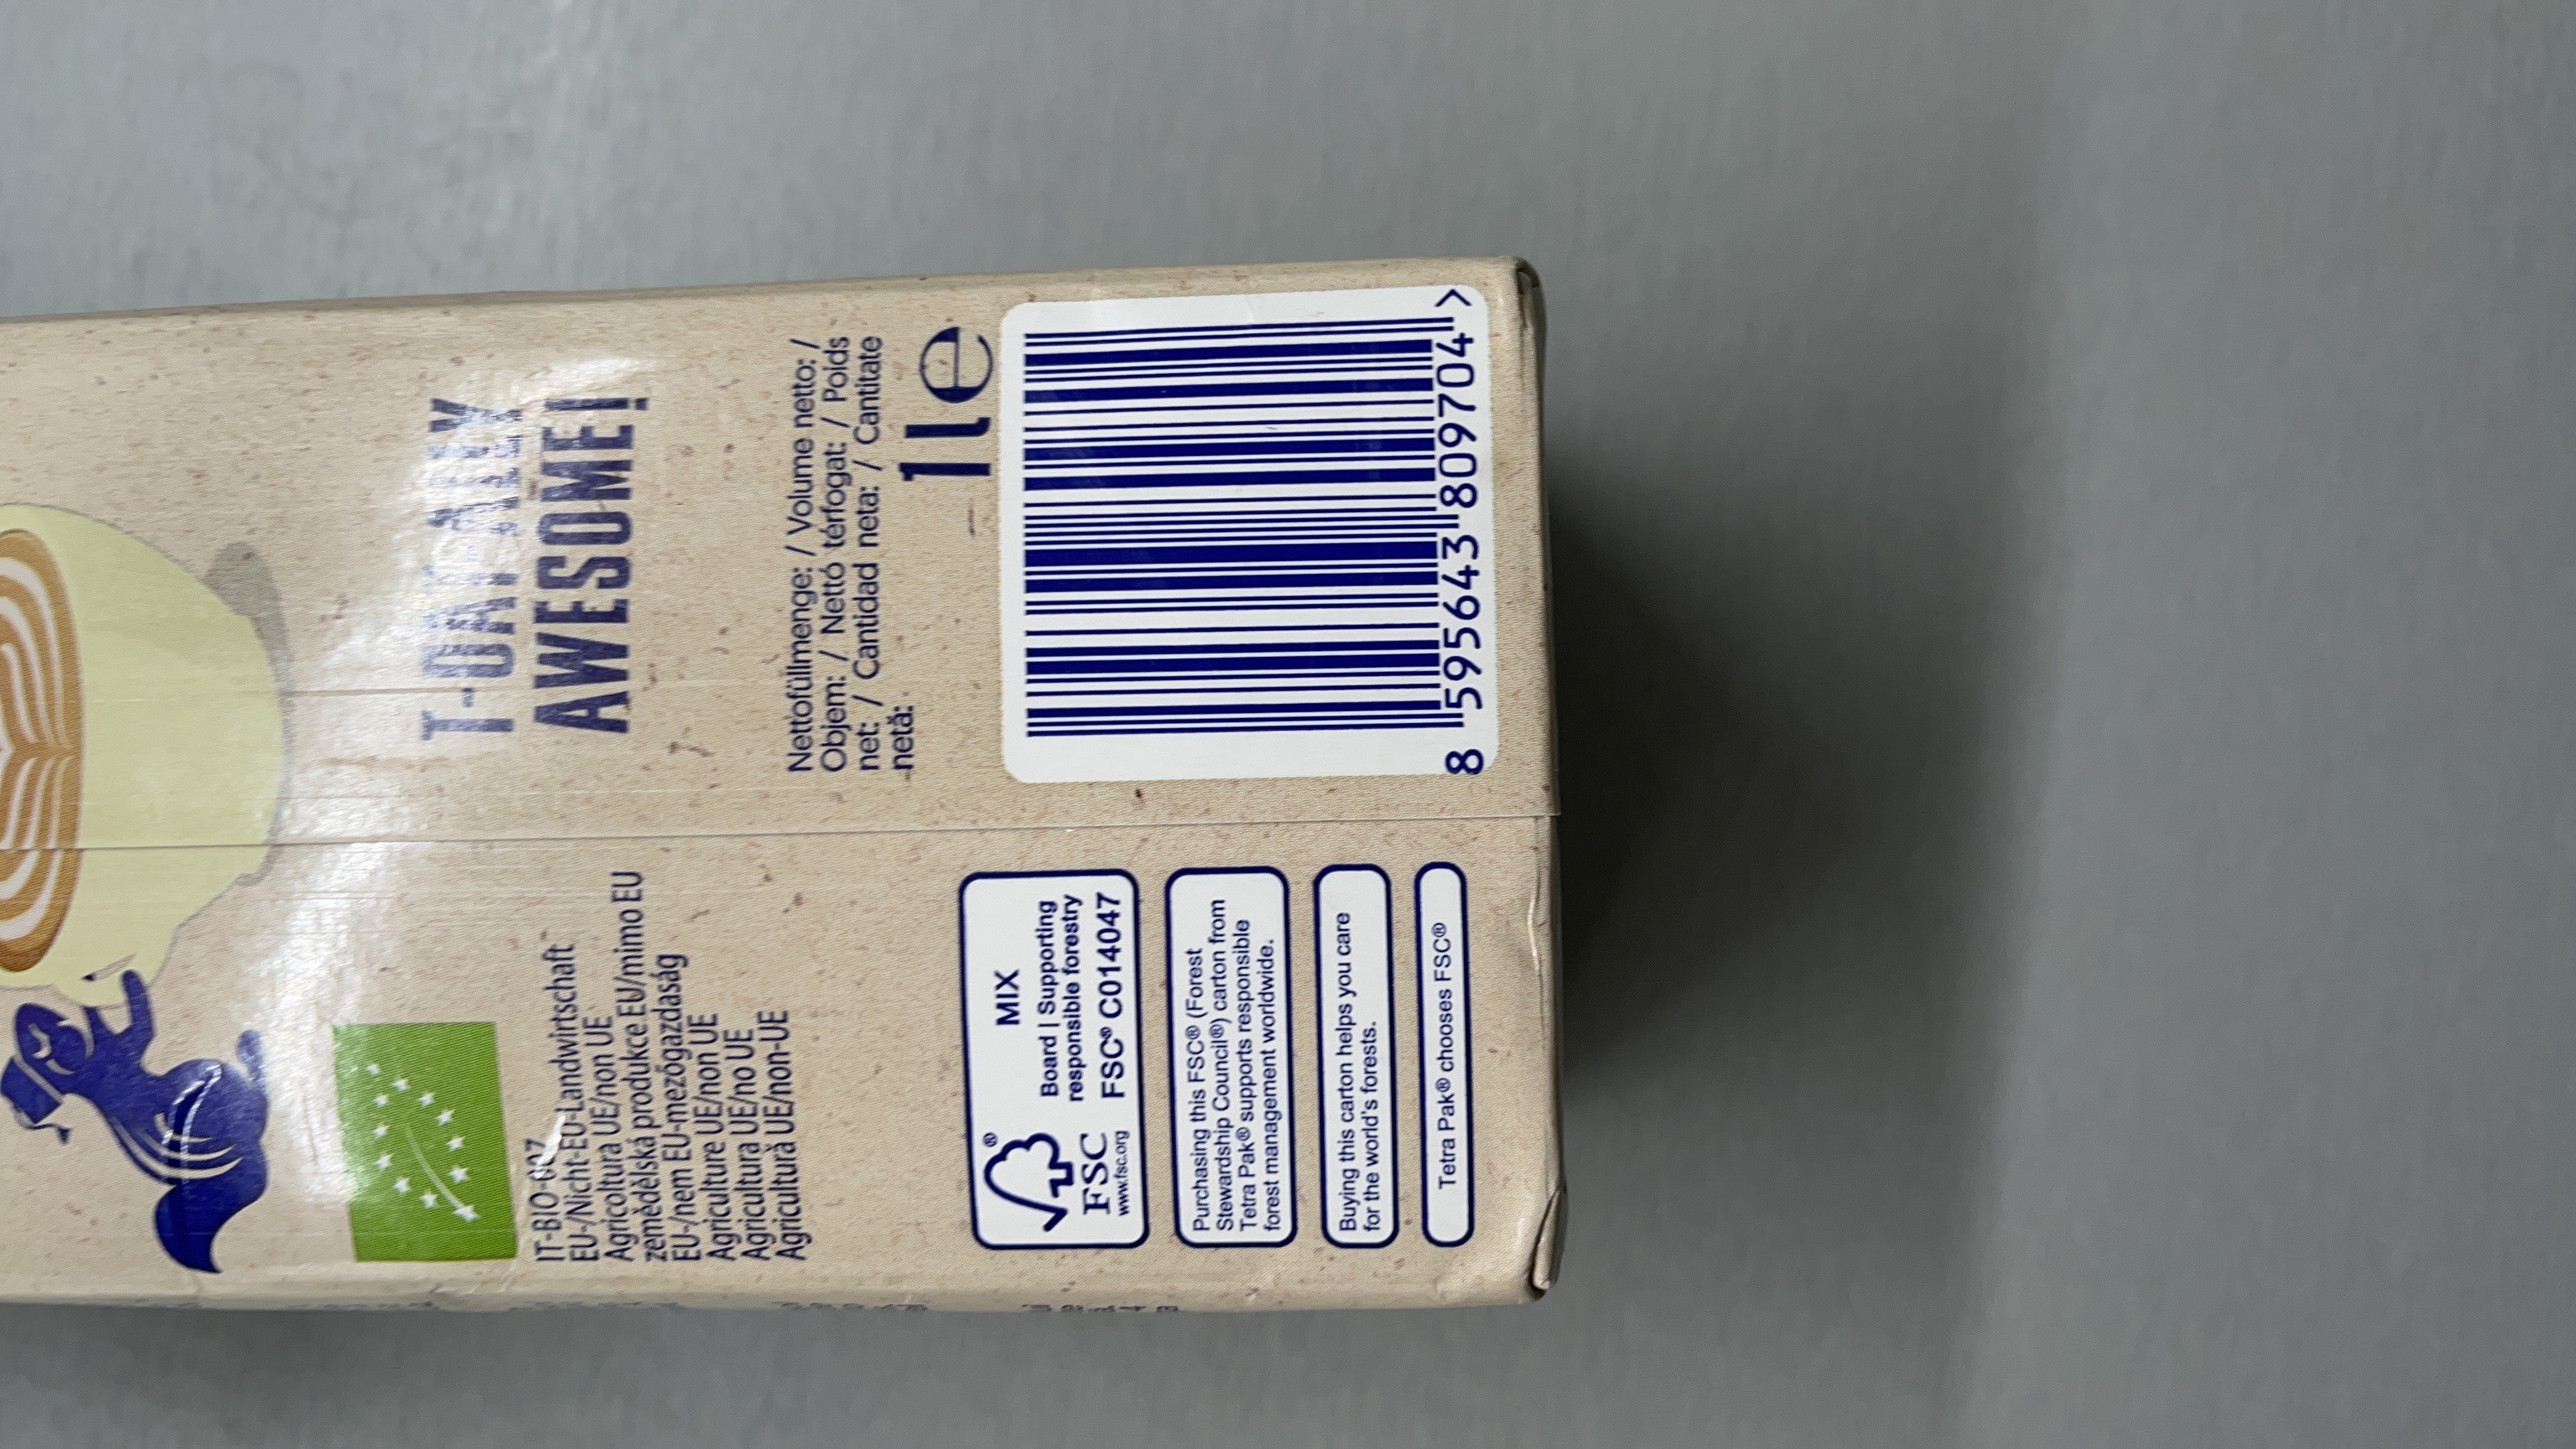 T-OAT-ALLY
AWESOME!
Nettofüllmenge: / Volume netto: /
Objem: / Nettó térfogat: / Poids
net: / Cantidad neta: / Cantitate
netă:
1 l e
8 595643 809704 >
IT-BIO-007
EU-/Nicht-EU-Landwirtschaft
Agricoltura UE/non UE
zemědělská produkce EU/mimo EU
EU-/nem EU-mezőgazdaság
Agriculture UE/non UE
Agricultura UE/no UE
Agricultură UE/non-UE
MIX
Board | Supporting
responsible forestry
FSC® C014047
®
FSC
www.fsc.org
Purchasing this FSC® (Forest
Stewardship Council®) carton from
Tetra Pak® supports responsible
forest management worldwide.
Buying this carton helps you care
for the world's forests.
Tetra Pak® chooses FSC®